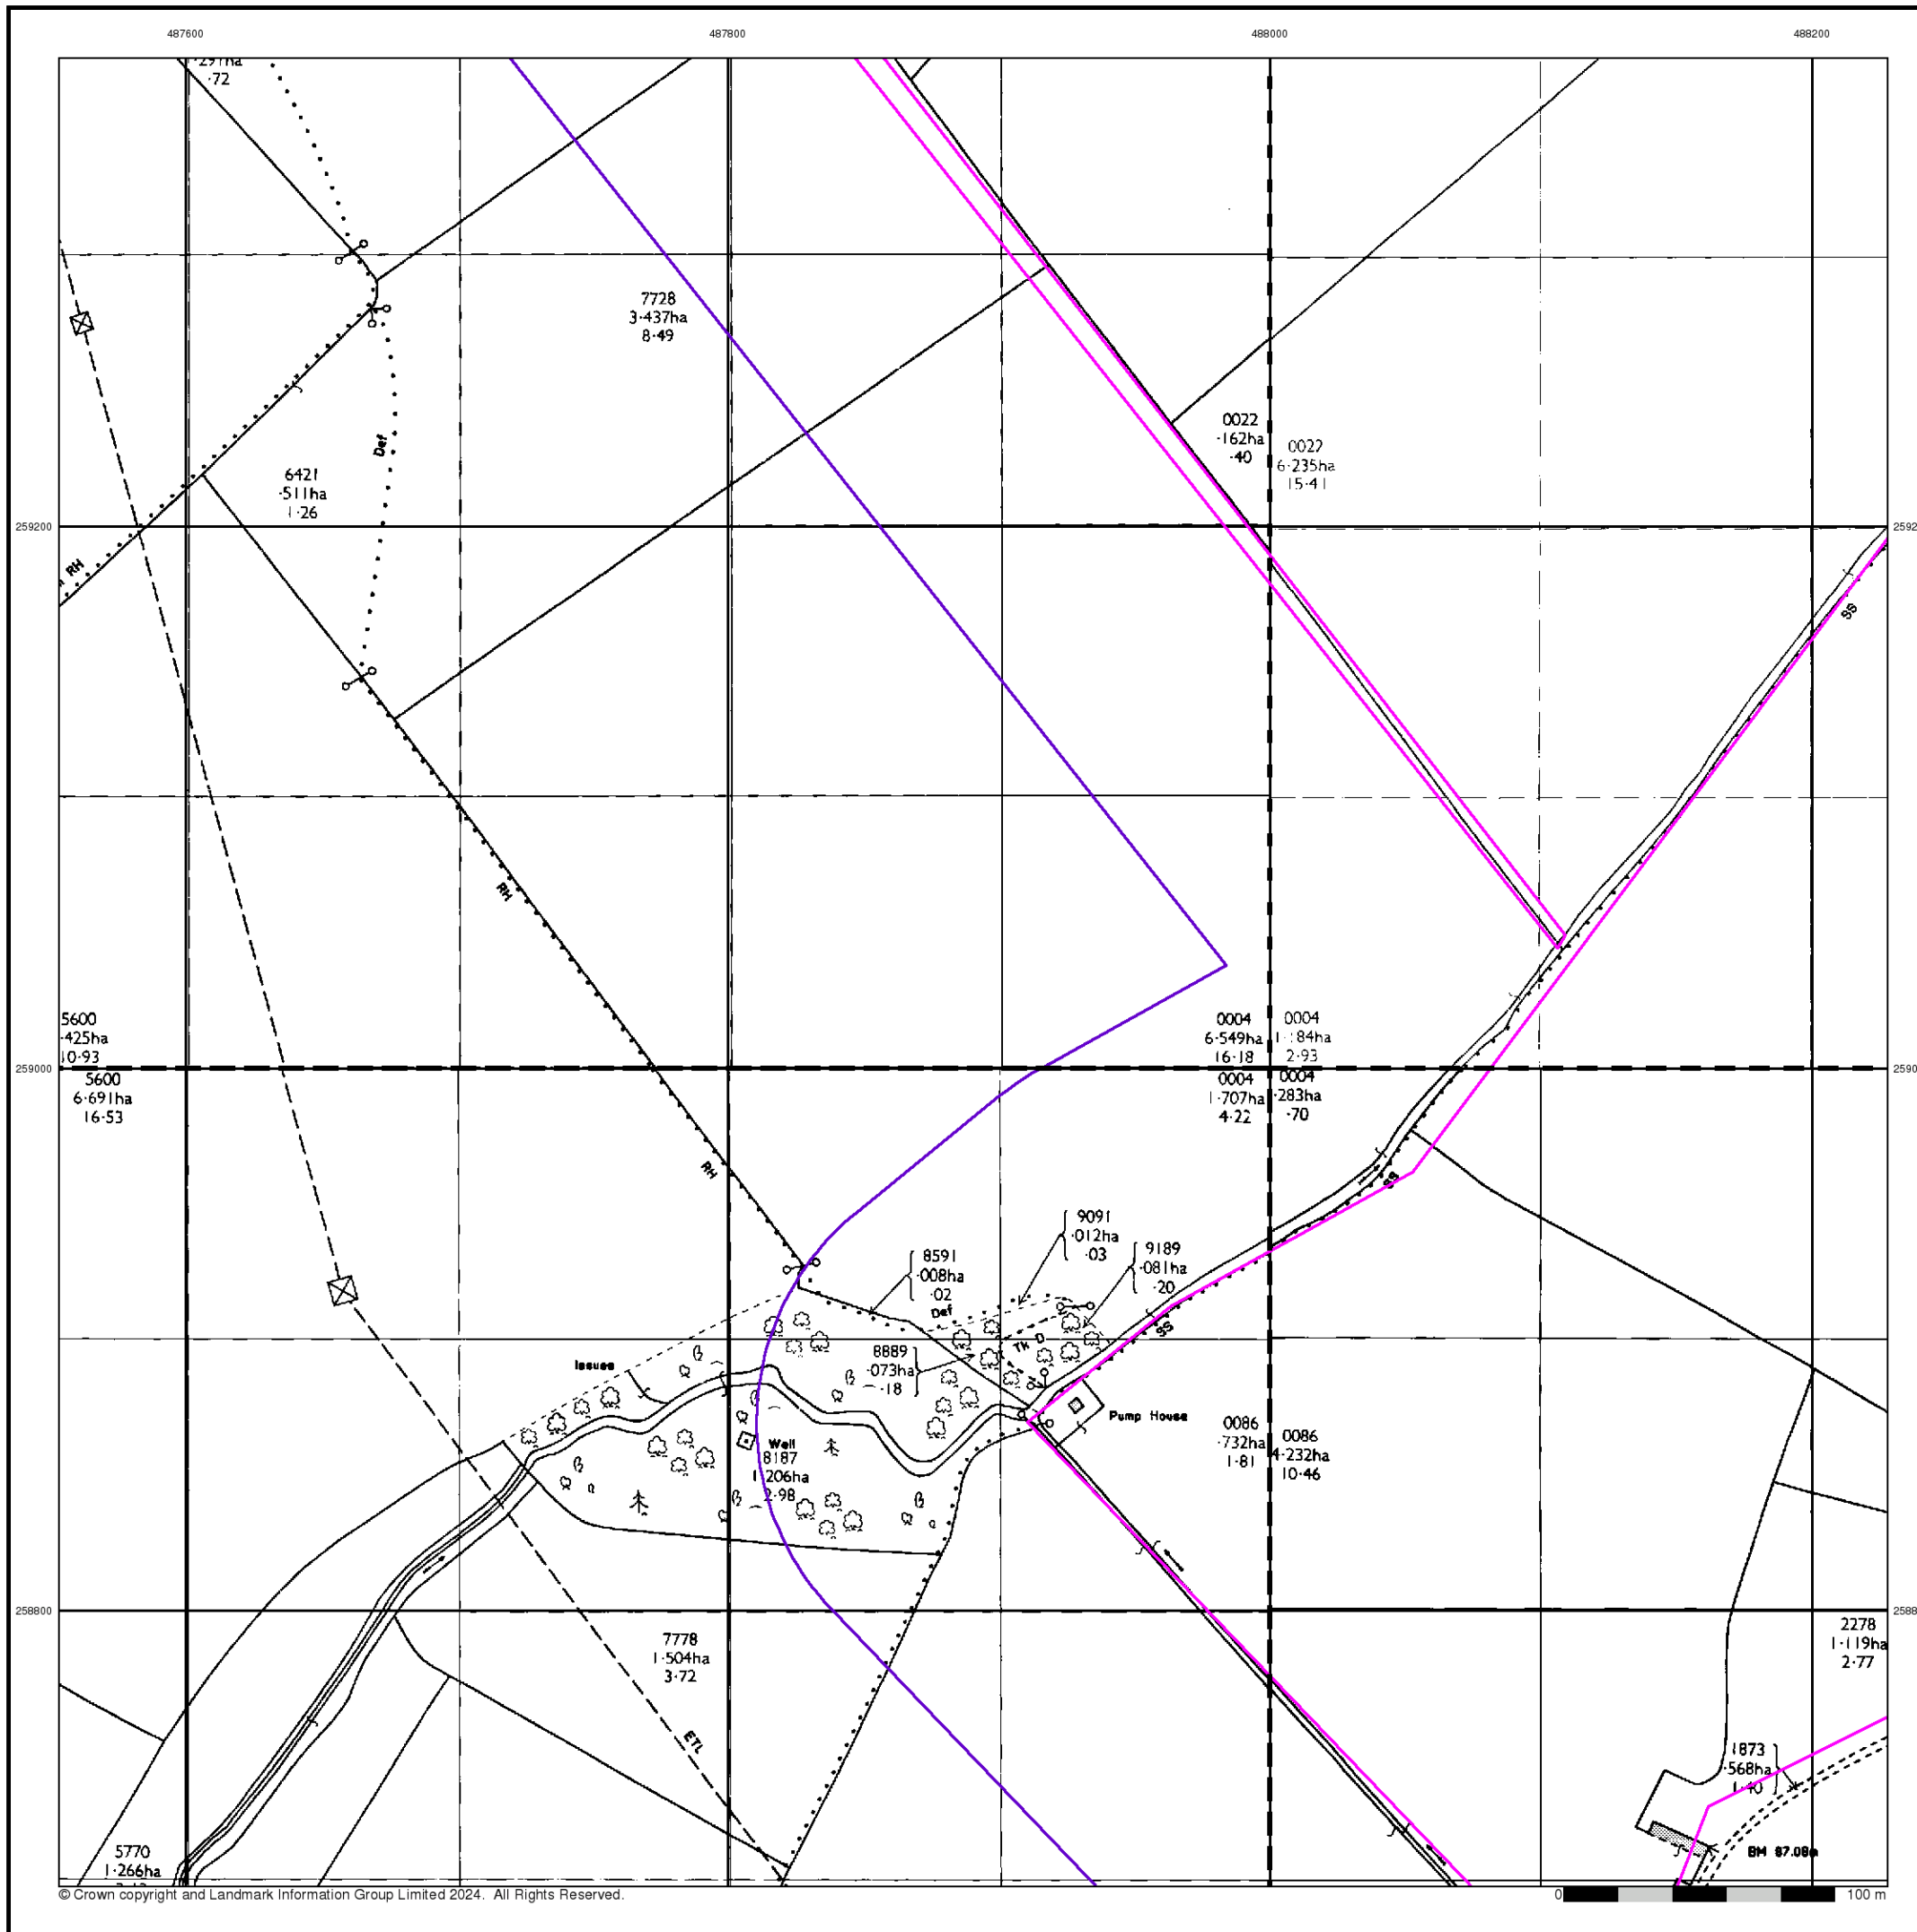 487600
487800
488000
488200
·291ha
·72
7728
3·437ha
8·49
Def
6421
·511ha
1·26
0022
·162ha
·40
0022
6·235ha
15·41
259200
RH
SS
RH
5600
·425ha
10·93
5600
6·691ha
16·53
0004
6·549ha
16·18
0004
1·184ha
2·93
259000
0004
1·707ha
4·22
0004
·283ha
·70
RH
SS
9091
·012ha
·03
9189
·081ha
·20
8591
·008ha
·02
Def
SS
Tk
D
8889
·073ha
·18
Issues
Pump House
Well
8187
1·206ha
2·98
0086
·732ha
1·81
0086
4·232ha
10·46
258800
7778
1·504ha
3·72
ETL
2278
1·119ha
2·77
1873
·568ha
1·40
BM 87.08m
5770
1·266ha
© Crown copyright and Landmark Information Group Limited 2024. All Rights Reserved.
0
100 m